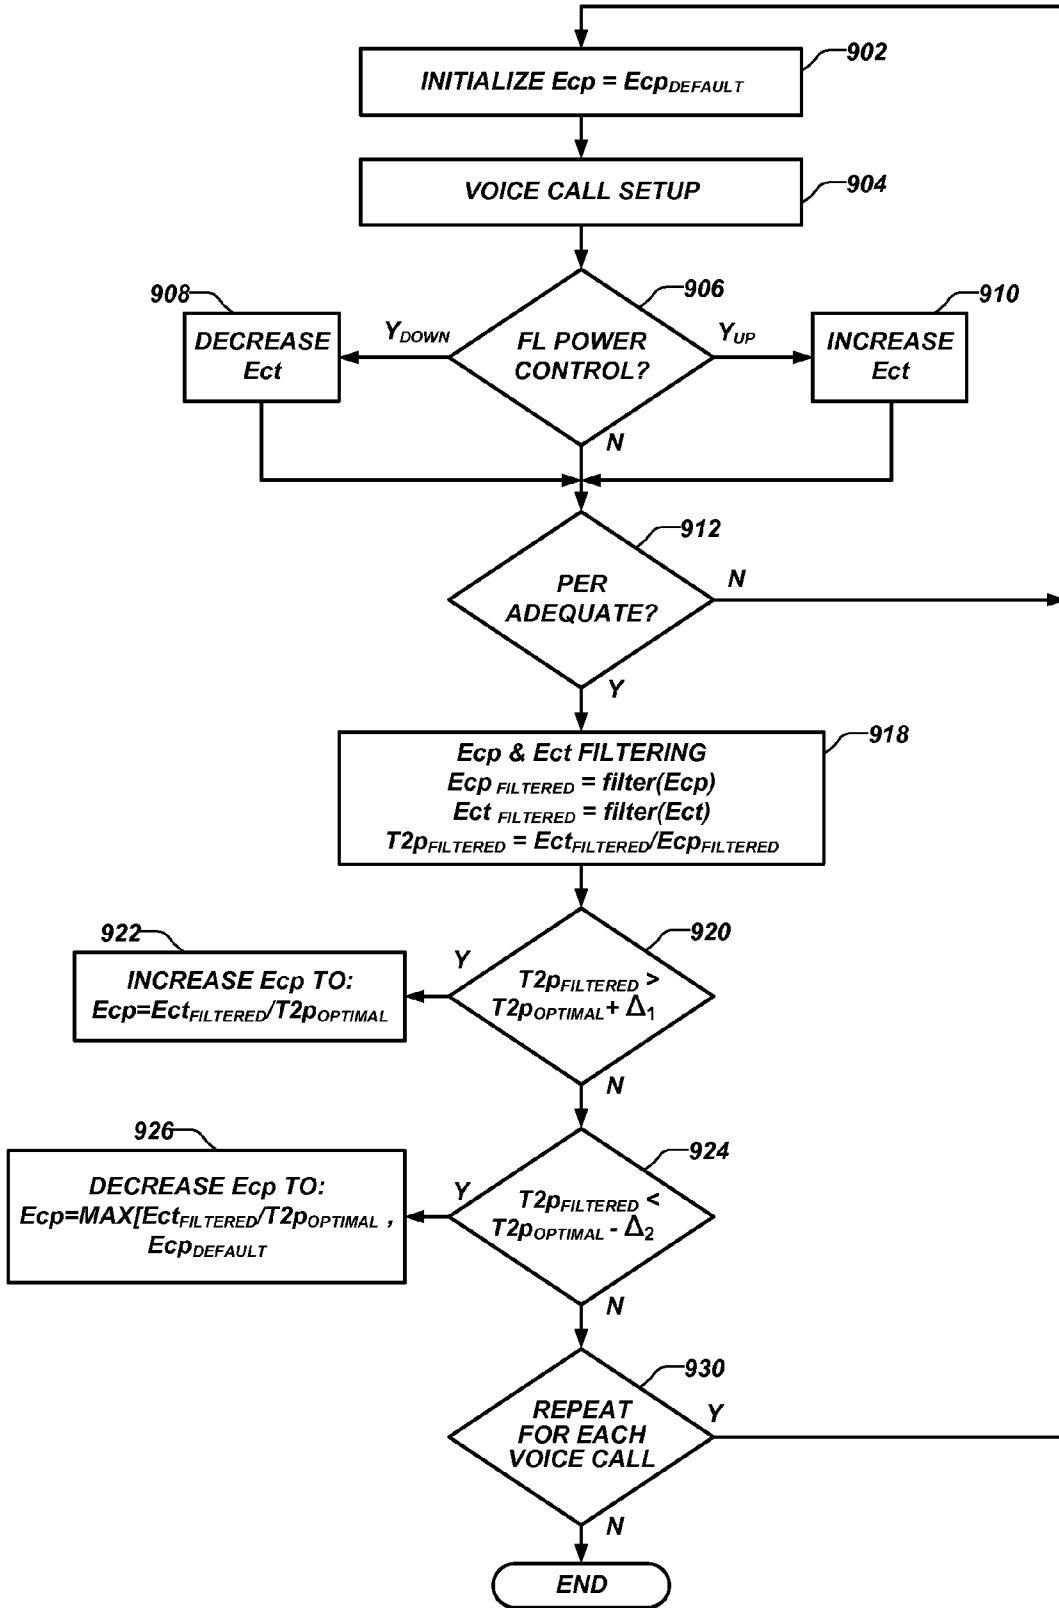 902
INITIALIZE Ecp = EcpDEFAULT
VOICE CALL SETUP
904
908
906
910
DECREASE
Ect
YDOWN
FL POWER
CONTROL?
YUP
INCREASE
Ect
N
912
PER
ADEQUATE?
N
Y
918
Ecp & Ect FILTERING
Ecp FILTERED = filter(Ecp)
Ect FILTERED = filter(Ect)
T2pFILTERED = EctFILTERED/EcpFILTERED
922
920
INCREASE Ecp TO:
Ecp=EctFILTERED/T2pOPTIMAL
Y
T2pFILTERED >
T2pOPTIMAL + Δ1
N
926
924
DECREASE Ecp TO:
Ecp=MAX[EctFILTERED/T2pOPTIMAL ,
EcpDEFAULT
Y
T2pFILTERED <
T2pOPTIMAL - Δ2
N
930
REPEAT
FOR EACH
VOICE CALL
Y
N
END